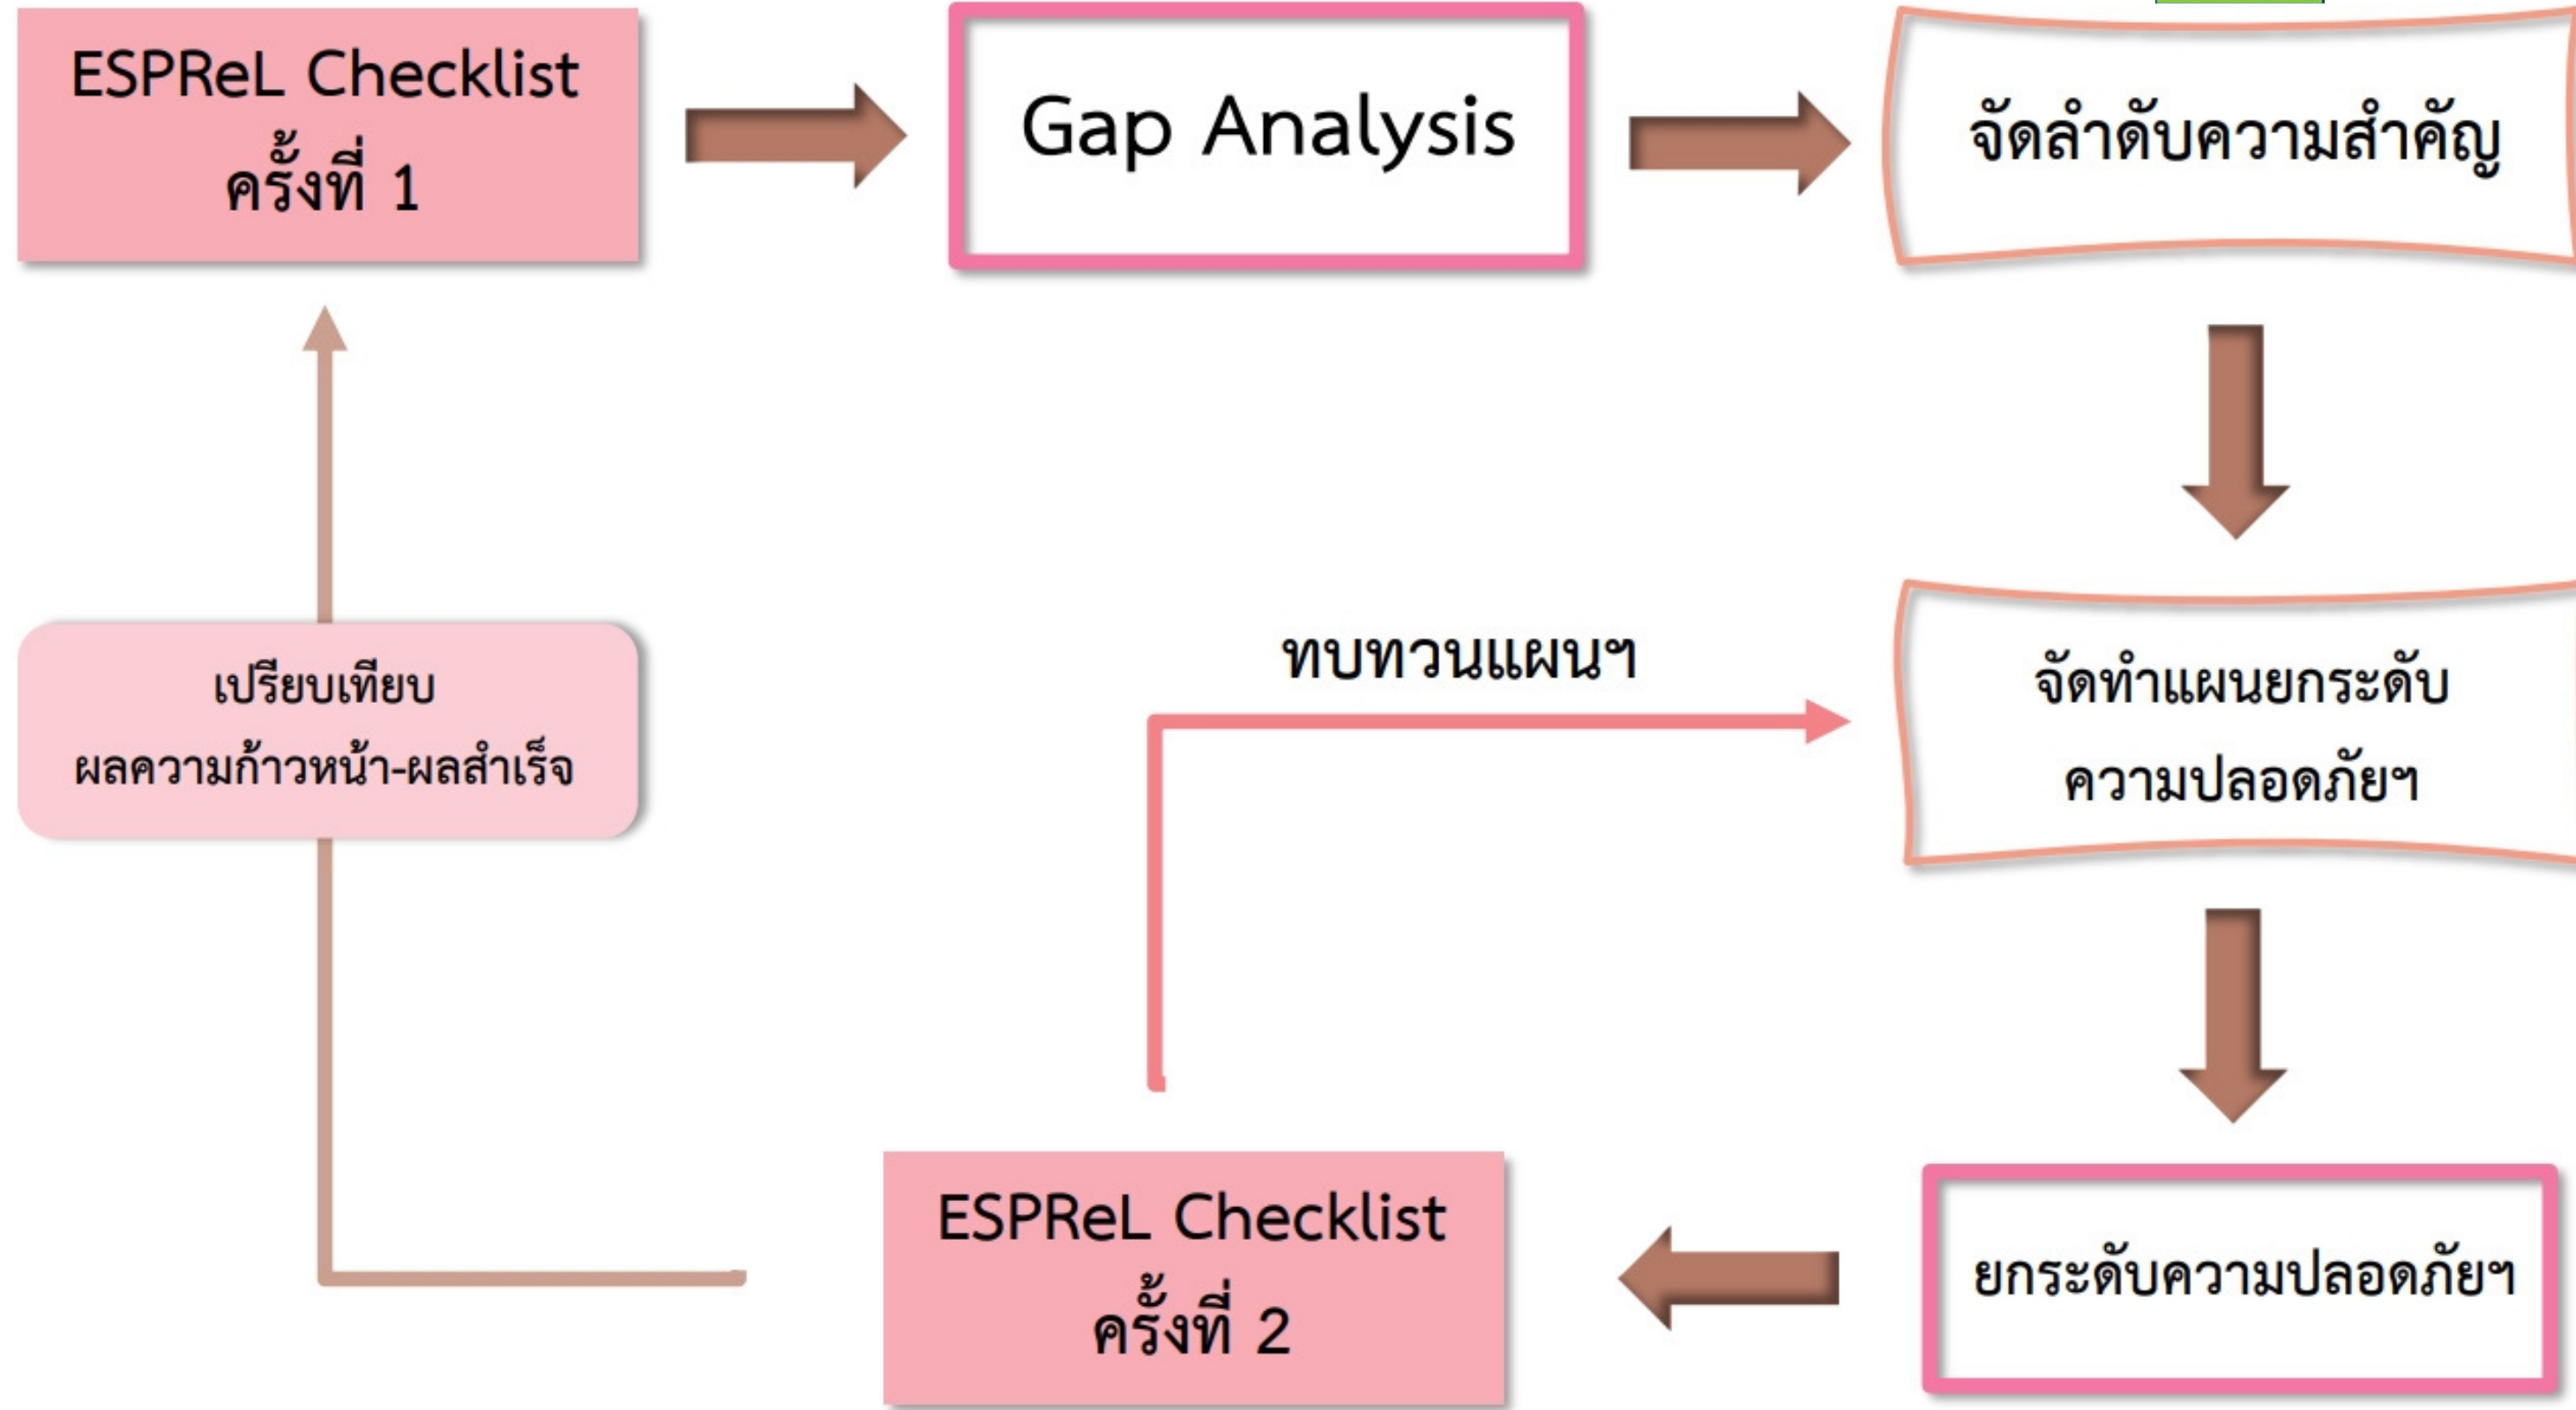 ESPReL Checklist
ครั้งที่ 1
Gap Analysis
จัดลำดับความสำคัญ
เปรียบเทียบ
ผลความก้าวหน้า-ผลสำเร็จ
ทบทวนแผนฯ
จัดทำแผนยกระดับ
ความปลอดภัยฯ
ESPReL Checklist
ครั้งที่ 2
ยกระดับความปลอดภัยฯ